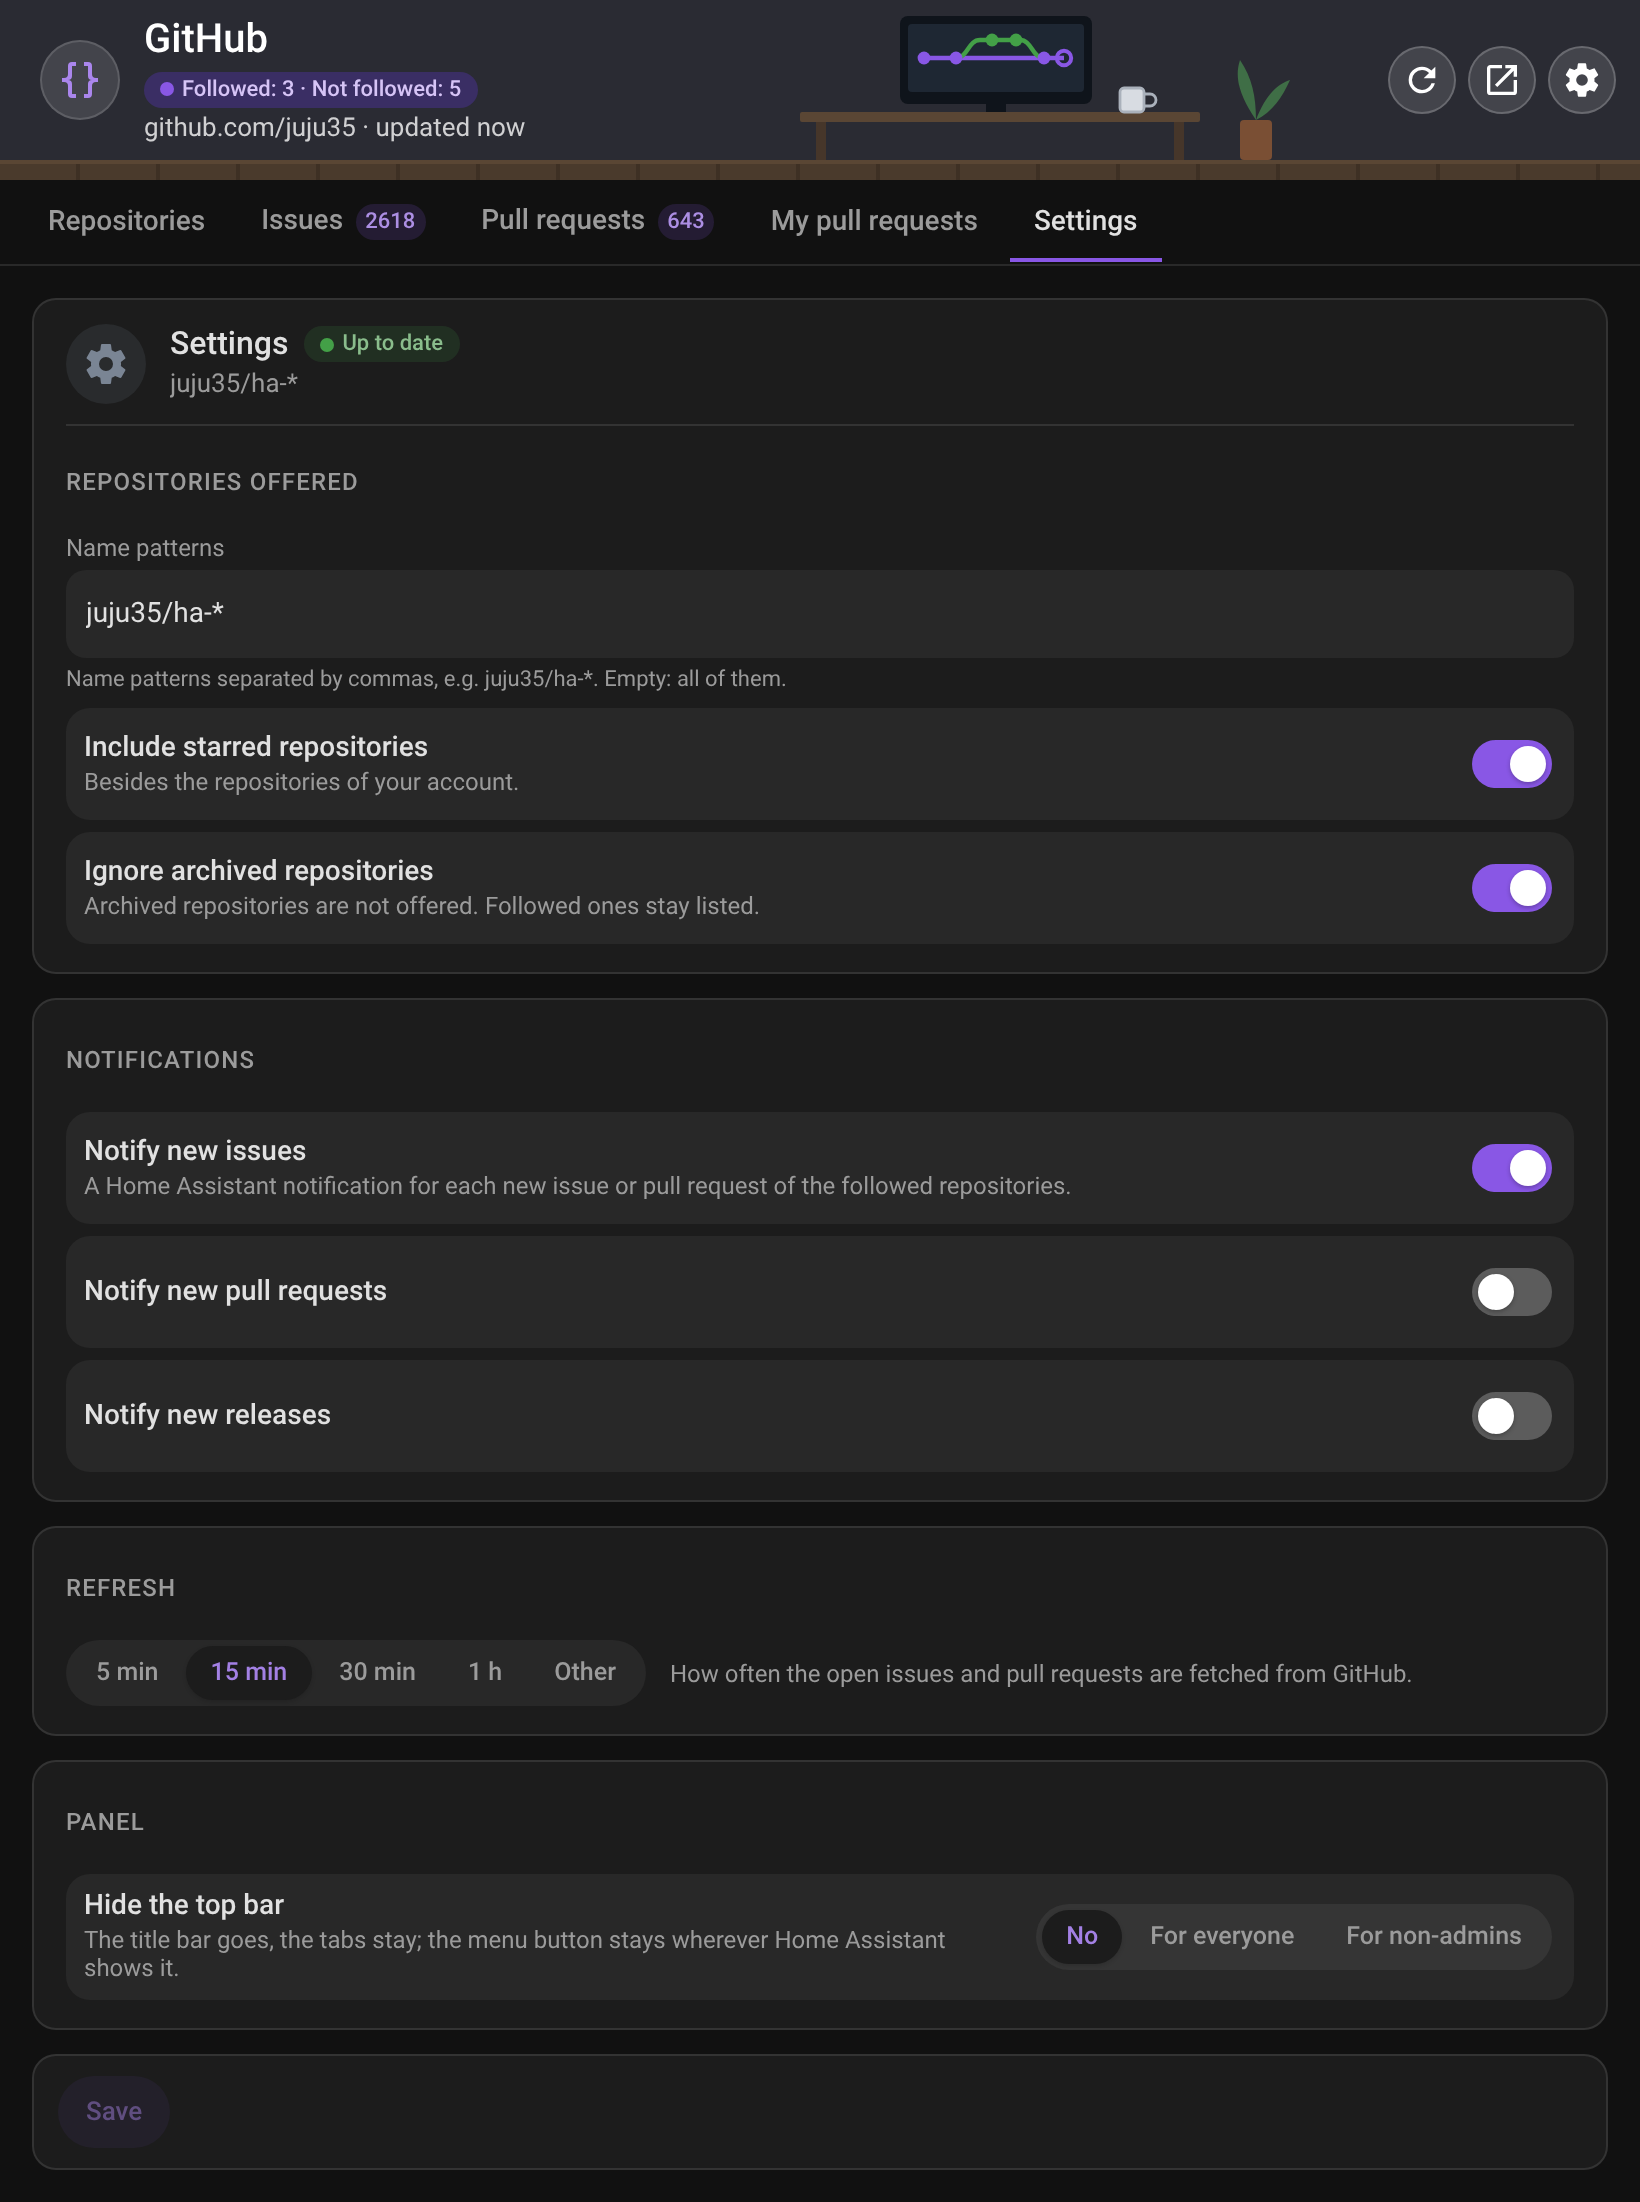 GitHub
Followed: 3 · Not followed: 5
github.com/juju35 · updated now
Repositories
Issues 2618
Pull requests 643
My pull requests
Settings
Settings
Up to date
juju35/ha-*
REPOSITORIES OFFERED
Name patterns
juju35/ha-*
Name patterns separated by commas, e.g. juju35/ha-*. Empty: all of them.
Include starred repositories
Besides the repositories of your account.
Ignore archived repositories
Archived repositories are not offered. Followed ones stay listed.
NOTIFICATIONS
Notify new issues
A Home Assistant notification for each new issue or pull request of the followed repositories.
Notify new pull requests
Notify new releases
REFRESH
5 min
15 min
30 min
1 h
Other
How often the open issues and pull requests are fetched from GitHub.
PANEL
Hide the top bar
The title bar goes, the tabs stay; the menu button stays wherever Home Assistant
shows it.
No
For everyone
For non-admins
Save